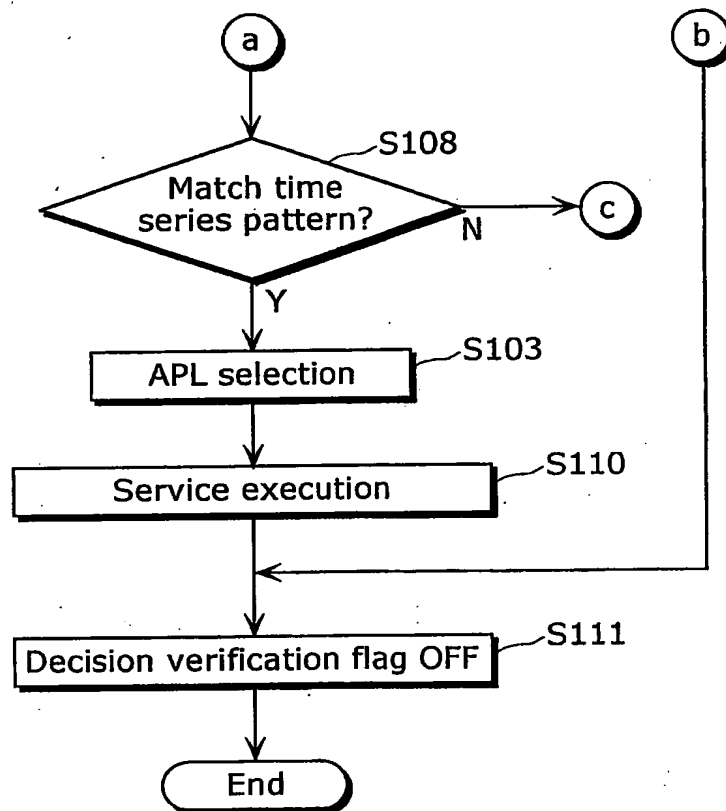 a
b
S108
Match time
series pattern?
N
c
Y
S103
APL selection
S110
Service execution
S111
Decision verification flag OFF
End